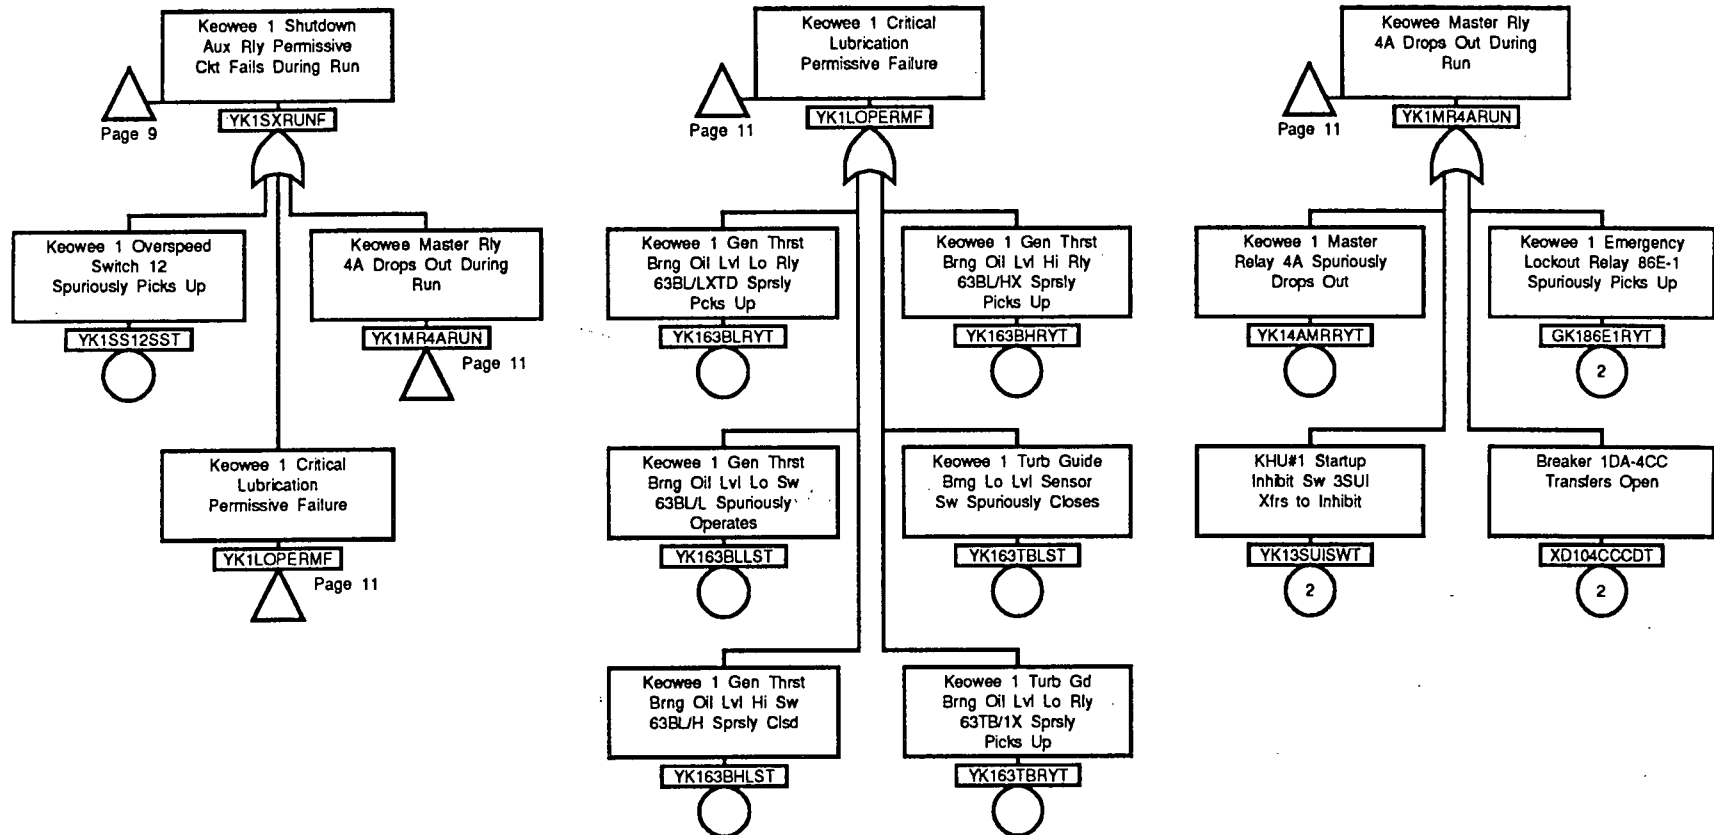 Keowee 1 Shutdown
Aux Rly Permissive
Ckt Fails During Run
Page 9
YK1SXRUNF
Keowee 1 Overspeed
Switch 12
Spuriously Picks Up
YK1SS12SST
Keowee Master Rly
4A Drops Out During
Run
YK1MR4ARUN
Page 11
Keowee 1 Critical
Lubrication
Permissive Failure
YK1LOPERMF
Page 11
Keowee 1 Critical
Lubrication
Permissive Failure
Page 11
YK1LOPERMF
Keowee 1 Gen Thrst
Brng Oil Lvl Lo Rly
63BL/LXTD Sprsly
Pcks Up
YK163BLRYT
Keowee 1 Gen Thrst
Brng Oil Lvl Hi Rly
63BL/HX Sprsly
Picks Up
YK163BHRYT
Keowee 1 Gen Thrst
Brng Oil Lvl Lo Sw
63BL/L Spuriously
Operates
YK163BLLST
Keowee 1 Turb Guide
Brng Lo Lvl Sensor
Sw Spuriously Closes
YK163TBLST
Keowee 1 Gen Thrst
Brng Oil Lvl Hi Sw
63BL/H Sprsly Clsd
YK163BHLST
Keowee 1 Turb Gd
Brng Oil Lvl Lo Rly
63TB/1X Sprsly
Picks Up
YK163TBRYT
Keowee Master Rly
4A Drops Out During
Run
Page 11
YK1MR4ARUN
Keowee 1 Master
Relay 4A Spuriously
Drops Out
YK14AMRRYT
Keowee 1 Emergency
Lockout Relay 86E-1
Spuriously Picks Up
GK186E1RYT
2
KHU#1 Startup
Inhibit Sw 3SUI
Xfrs to Inhibit
YK13SUISWT
2
Breaker 1DA-4CC
Transfers Open
XD104CCCDT
2